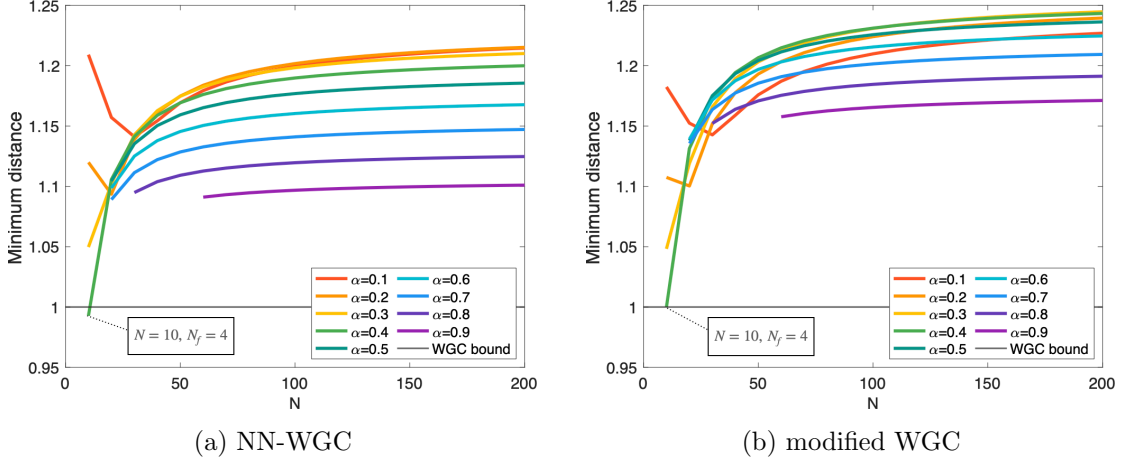 1.25
1.2
1.15
1.1
1.05
1
0.95
Minimum distance
0
50
100
150
200
N
N = 10, N_f = 4
α=0.1
α=0.2
α=0.3
α=0.4
α=0.5
α=0.6
α=0.7
α=0.8
α=0.9
WGC bound
(a) NN-WGC
1.25
1.2
1.15
1.1
1.05
1
0.95
Minimum distance
0
50
100
150
200
N
N = 10, N_f = 4
α=0.1
α=0.2
α=0.3
α=0.4
α=0.5
α=0.6
α=0.7
α=0.8
α=0.9
WGC bound
(b) modified WGC